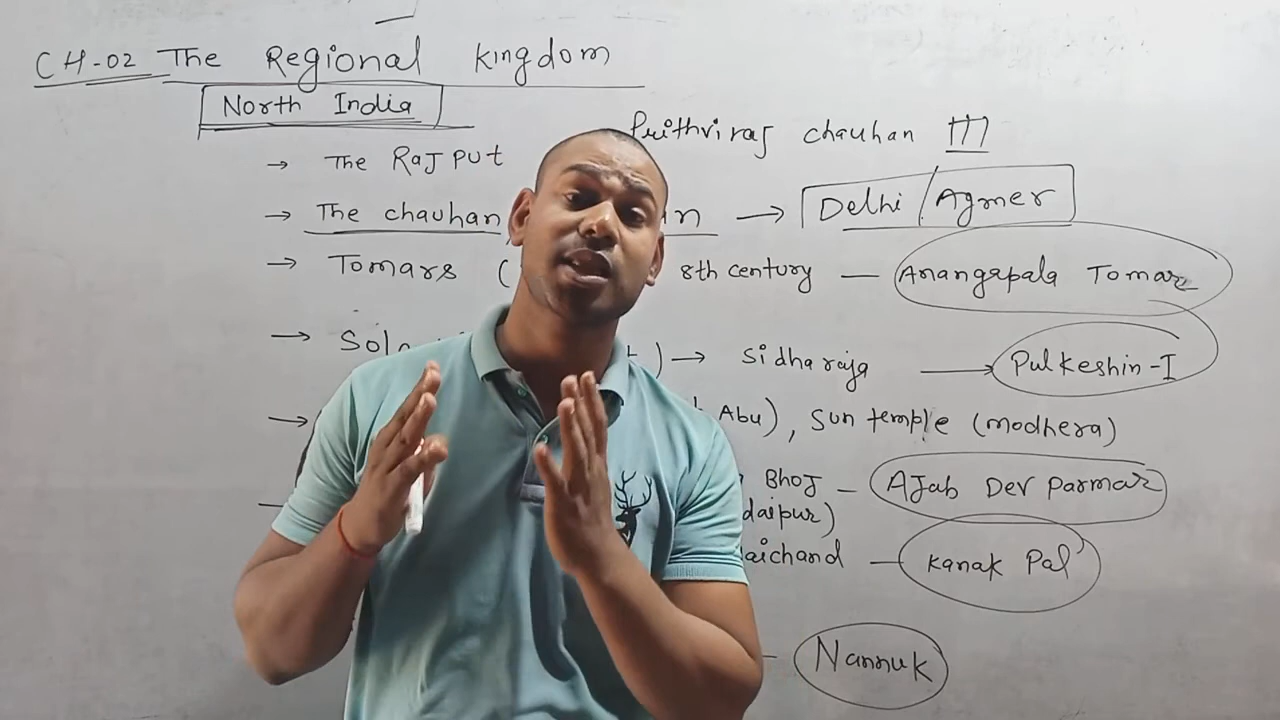 CH-02 The Regional Kingdom
North India
Prithviraj chauhan III
→ The Rajput
→ The chauhan → Delhi / Agmer
→ Tomars ( 8th century — Anangapala Tomar
→ ) → Sidharaja → Pulkeshin-I
→ Abu), Sun temple (modhera)
Bhoj — Ajab Dev Parmar
daipur)
aichand — Kanak Pal
— Nannuk